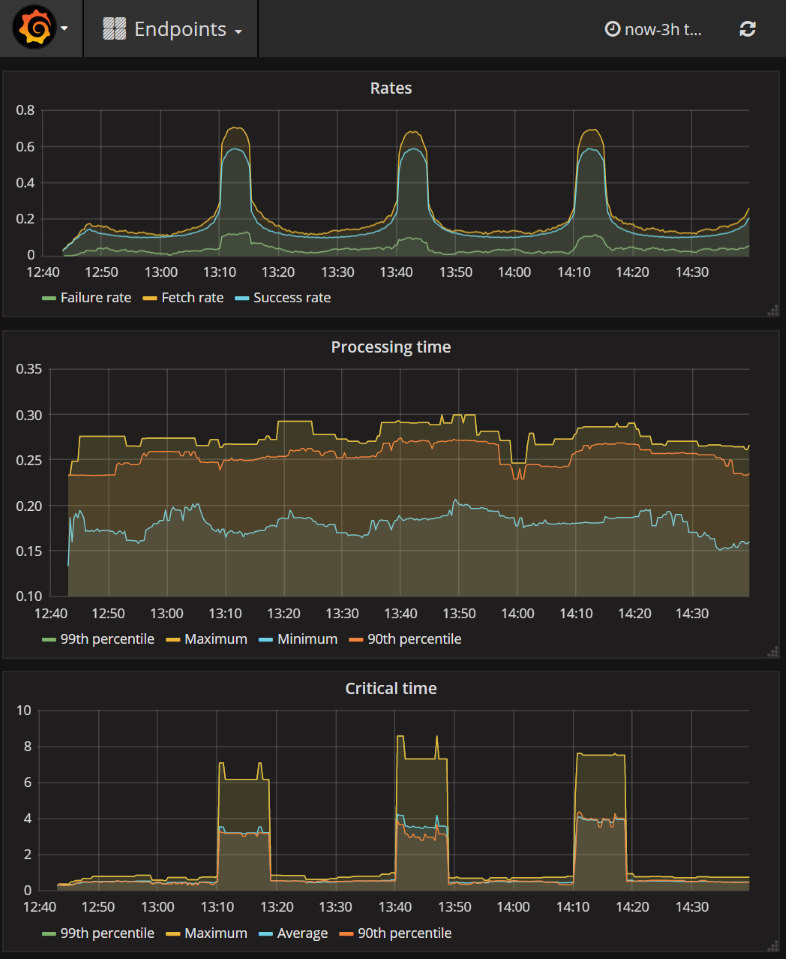 Endpoints
now-3h t...
Rates
0.8
0.6
0.4
0.2
0
12:40 12:50 13:00 13:10 13:20 13:30 13:40 13:50 14:00 14:10 14:20 14:30
Failure rate Fetch rate Success rate
Processing time
0.35
0.30
0.25
0.20
0.15
0.10
12:40 12:50 13:00 13:10 13:20 13:30 13:40 13:50 14:00 14:10 14:20 14:30
99th percentile Maximum Minimum 90th percentile
Critical time
10
8
6
4
2
0
12:40 12:50 13:00 13:10 13:20 13:30 13:40 13:50 14:00 14:10 14:20 14:30
99th percentile Maximum Average 90th percentile